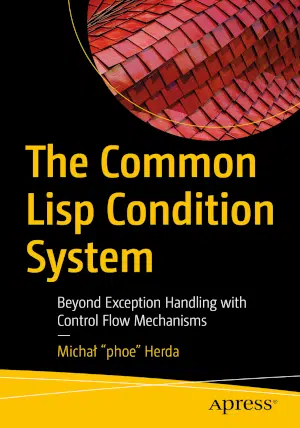 The Common
Lisp Condition
System
Beyond Exception Handling with
Control Flow Mechanisms
—
Michał “phoe” Herda
Apress®